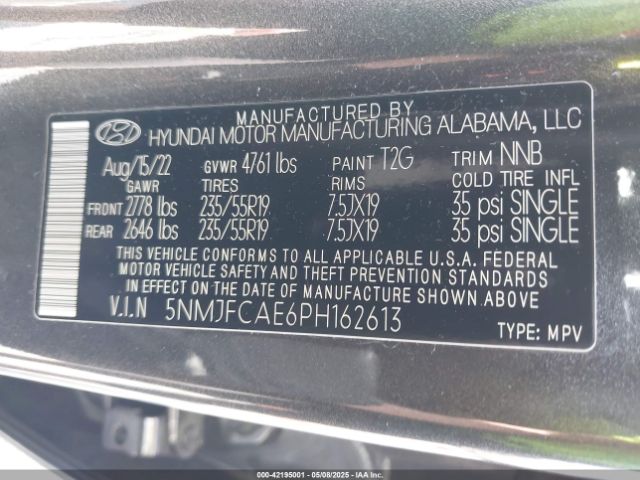 MANUFACTURED BY
HYUNDAI MOTOR MANUFACTURING ALABAMA, LLC
Aug/15/22 GVWR 4761 lbs PAINT T2G TRIM NNB
GAWR TIRES RIMS COLD TIRE INFL
FRONT 2778 lbs 235/55R19 7.5JX19 35 psi SINGLE
REAR 2646 lbs 235/55R19 7.5JX19 35 psi SINGLE
THIS VEHICLE CONFORMS TO ALL APPLICABLE U.S.A. FEDERAL
MOTOR VEHICLE SAFETY AND THEFT PREVENTION STANDARDS
IN EFFECT ON THE DATE OF MANUFACTURE SHOWN ABOVE.
V.I.N 5NMJFCAE6PH162613
TYPE: MPV
000-42195001 - 05/08/2025 - IAAI.COM